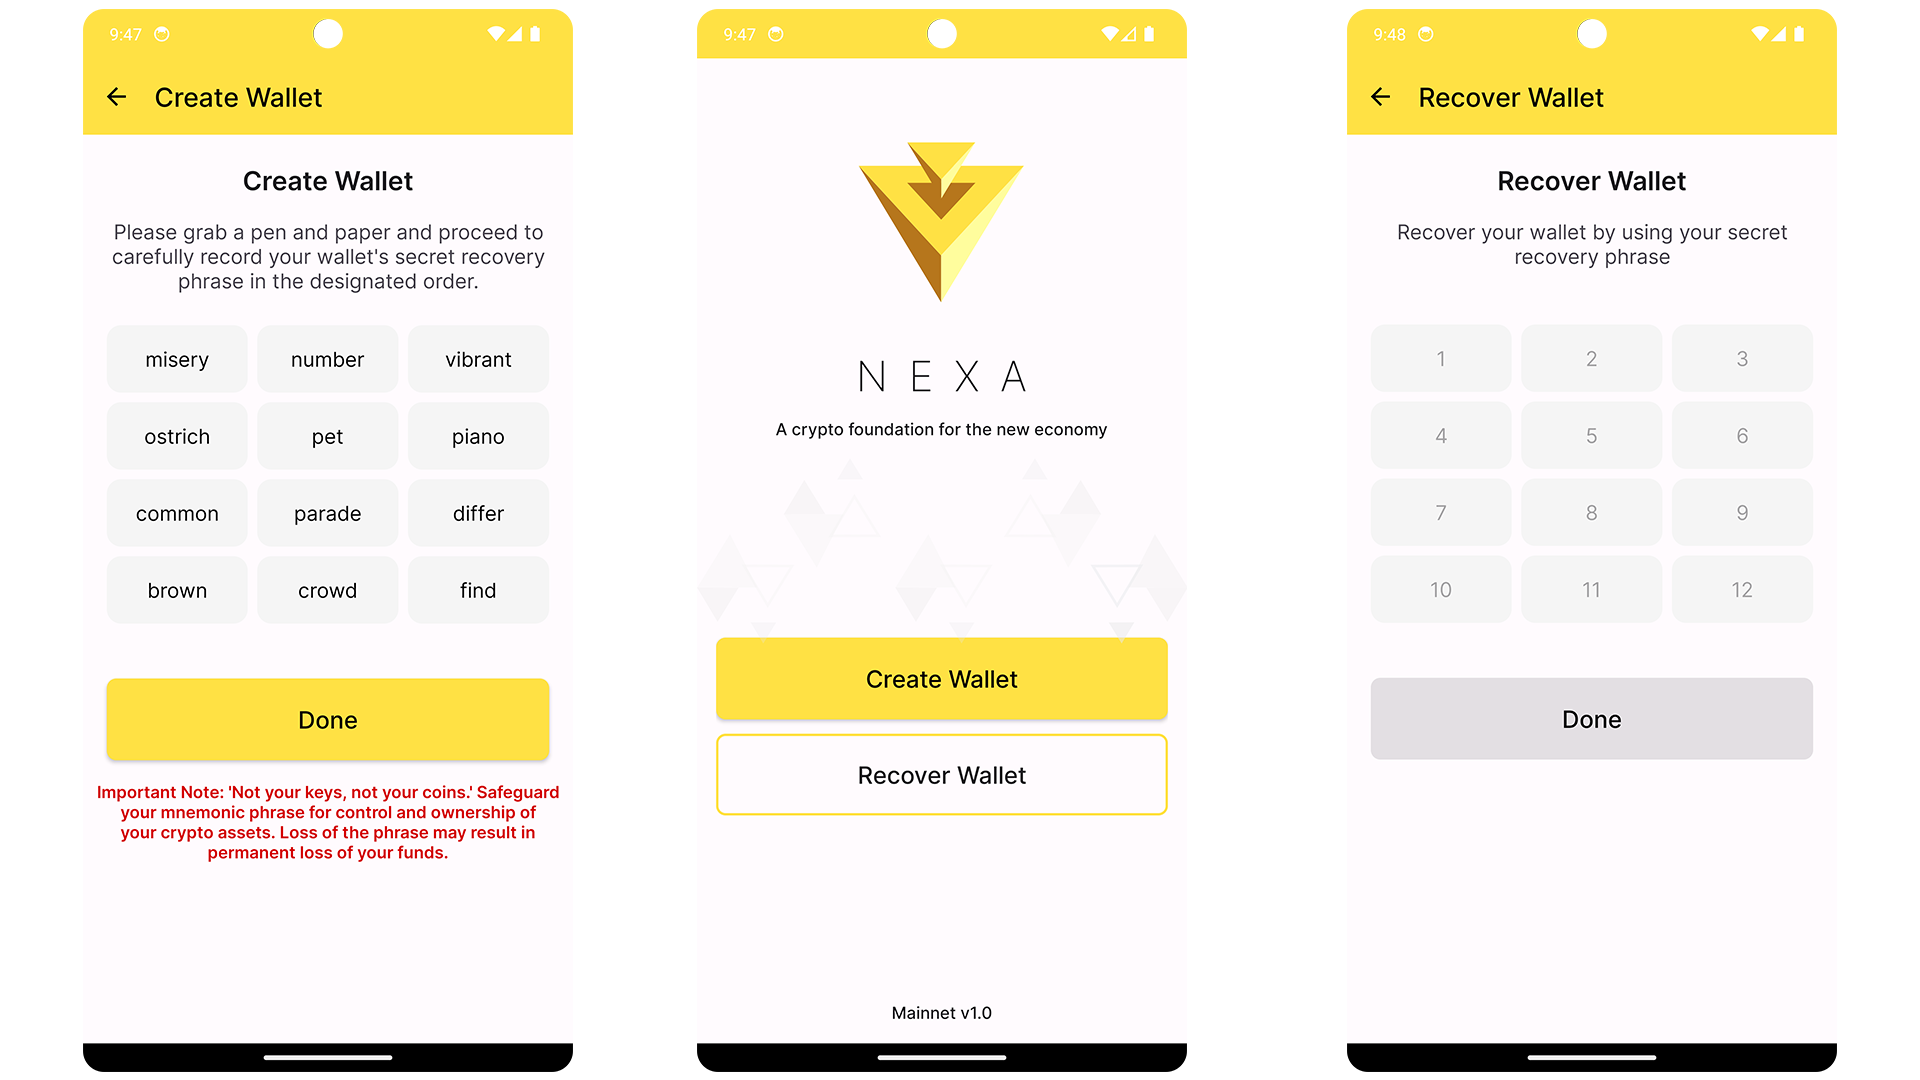 9:47
Create Wallet
Create Wallet
Please grab a pen and paper and proceed to
carefully record your wallet's secret recovery
phrase in the designated order.
misery number vibrant
ostrich pet piano
common parade differ
brown crowd find
Done
Important Note: 'Not your keys, not your coins.' Safeguard
your mnemonic phrase for control and ownership of
your crypto assets. Loss of the phrase may result in
permanent loss of your funds.
9:47
NEXA
A crypto foundation for the new economy
Create Wallet
Recover Wallet
Mainnet v1.0
9:48
Recover Wallet
Recover Wallet
Recover your wallet by using your secret
recovery phrase
1 2 3
4 5 6
7 8 9
10 11 12
Done